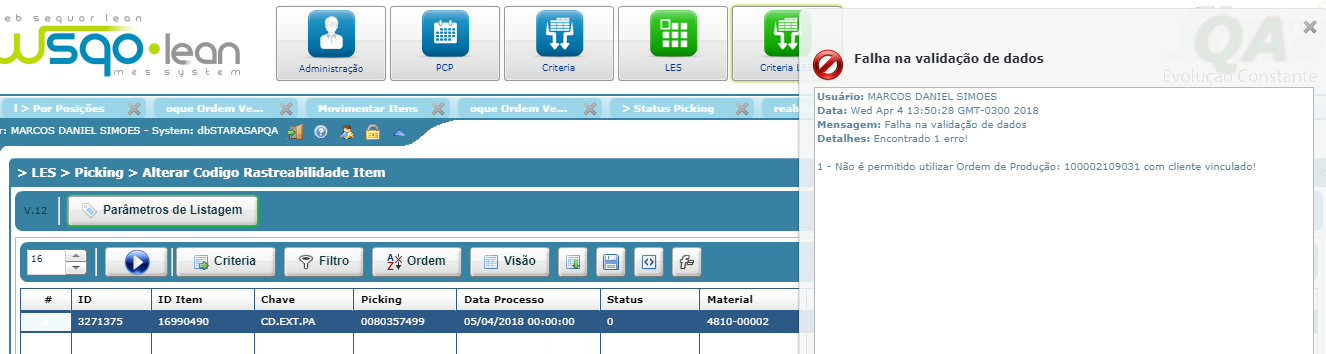 eb sequor lean
wsqo·lean
mes system
Administração
PCP
Criteria
LES
Criteria LES
QA
Evolução Constante
l > Por Posições
oque Ordem Ve...
Movimentar Itens
oque Ordem Ve...
> Status Picking
reab
r: MARCOS DANIEL SIMOES - System: dbSTARASAPQA
> LES > Picking > Alterar Codigo Rastreabilidade Item
V.12
Parâmetros de Listagem
16
Criteria
Filtro
Ordem
Visão
# ID ID Item Chave Picking Data Processo Status Material
3271375 16990490 CD.EXT.PA 0080357499 05/04/2018 00:00:00 0 4810-00002
Falha na validação de dados
Usuário: MARCOS DANIEL SIMOES
Data: Wed Apr 4 13:50:28 GMT-0300 2018
Mensagem: Falha na validação de dados
Detalhes: Encontrado 1 erro!
1 - Não é permitido utilizar Ordem de Produção: 100002109031 com cliente vinculado!